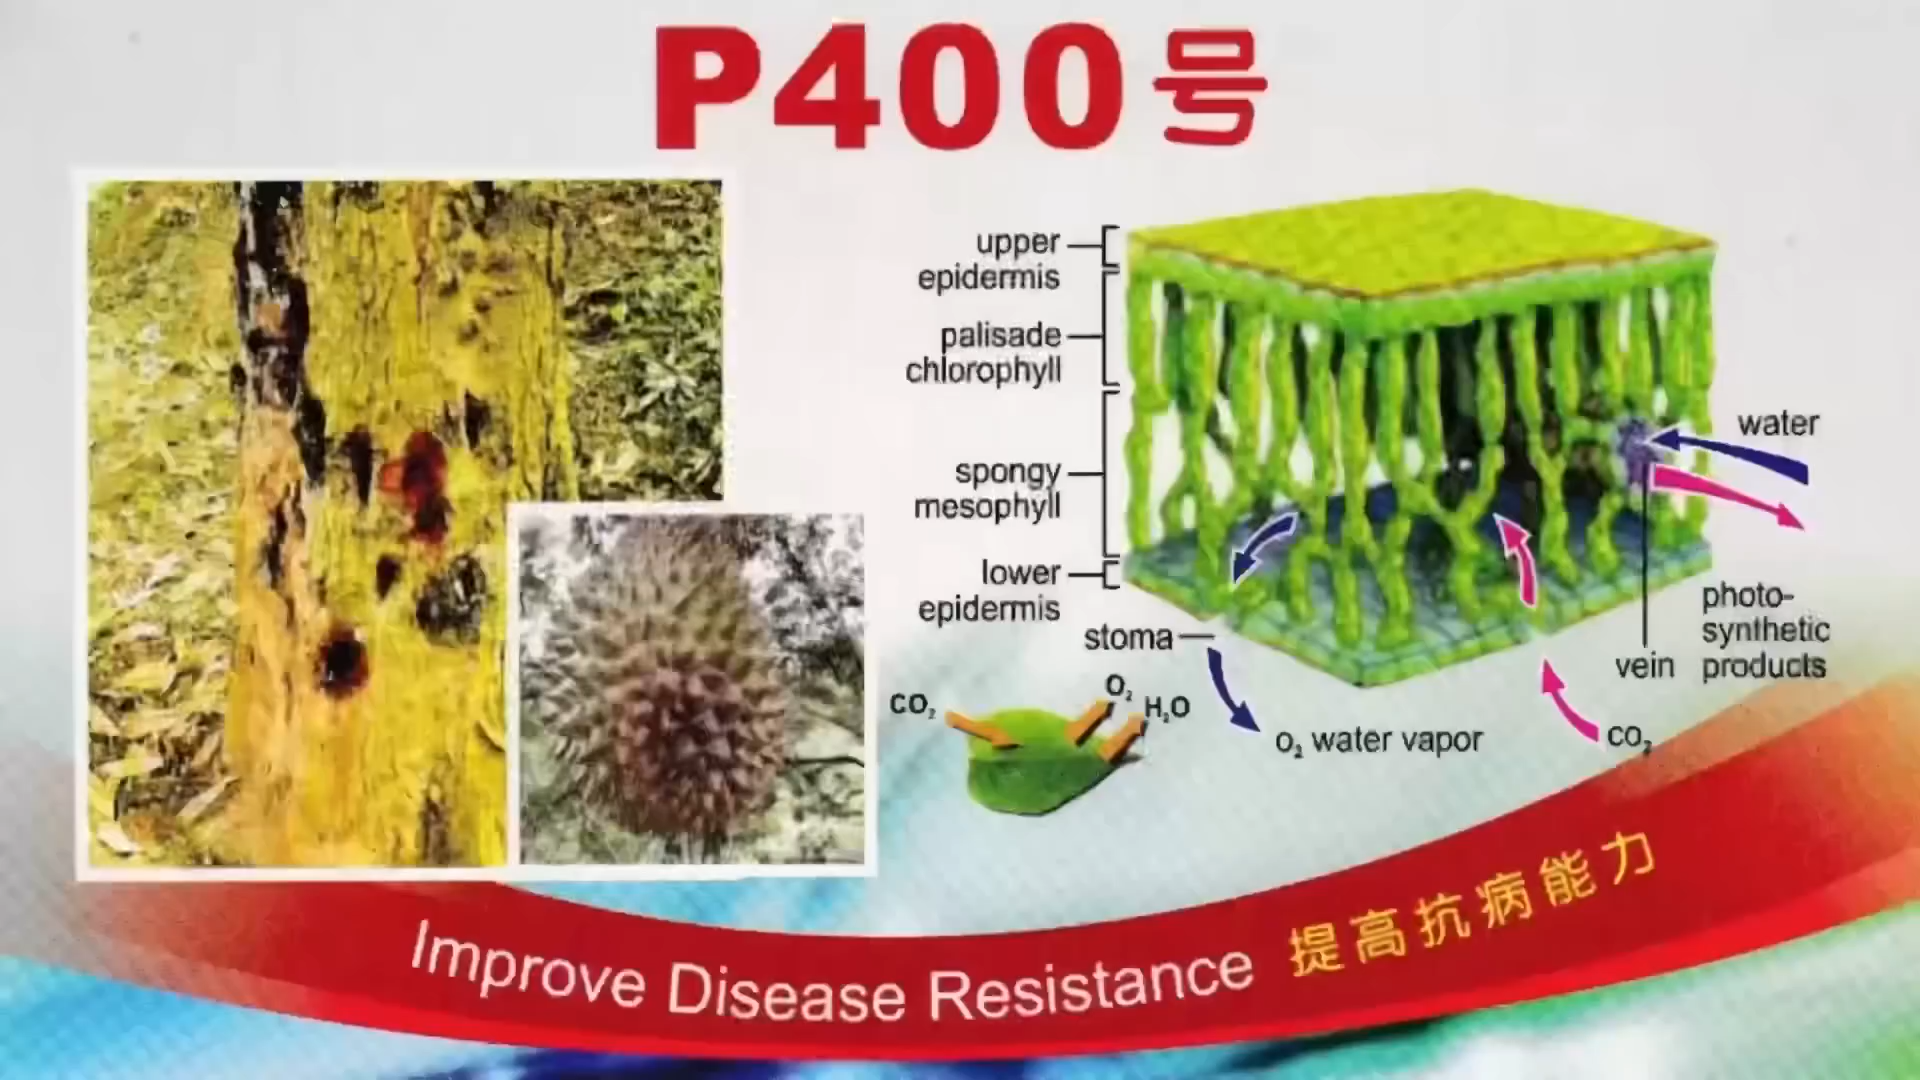 P400号
upper
epidermis
palisade
chlorophyll
spongy
mesophyll
lower
epidermis
stoma
water
photo-
synthetic
products
vein
CO₂
O₂
H₂O
O₂ water vapor
CO₂
Improve Disease Resistance 提高抗病能力